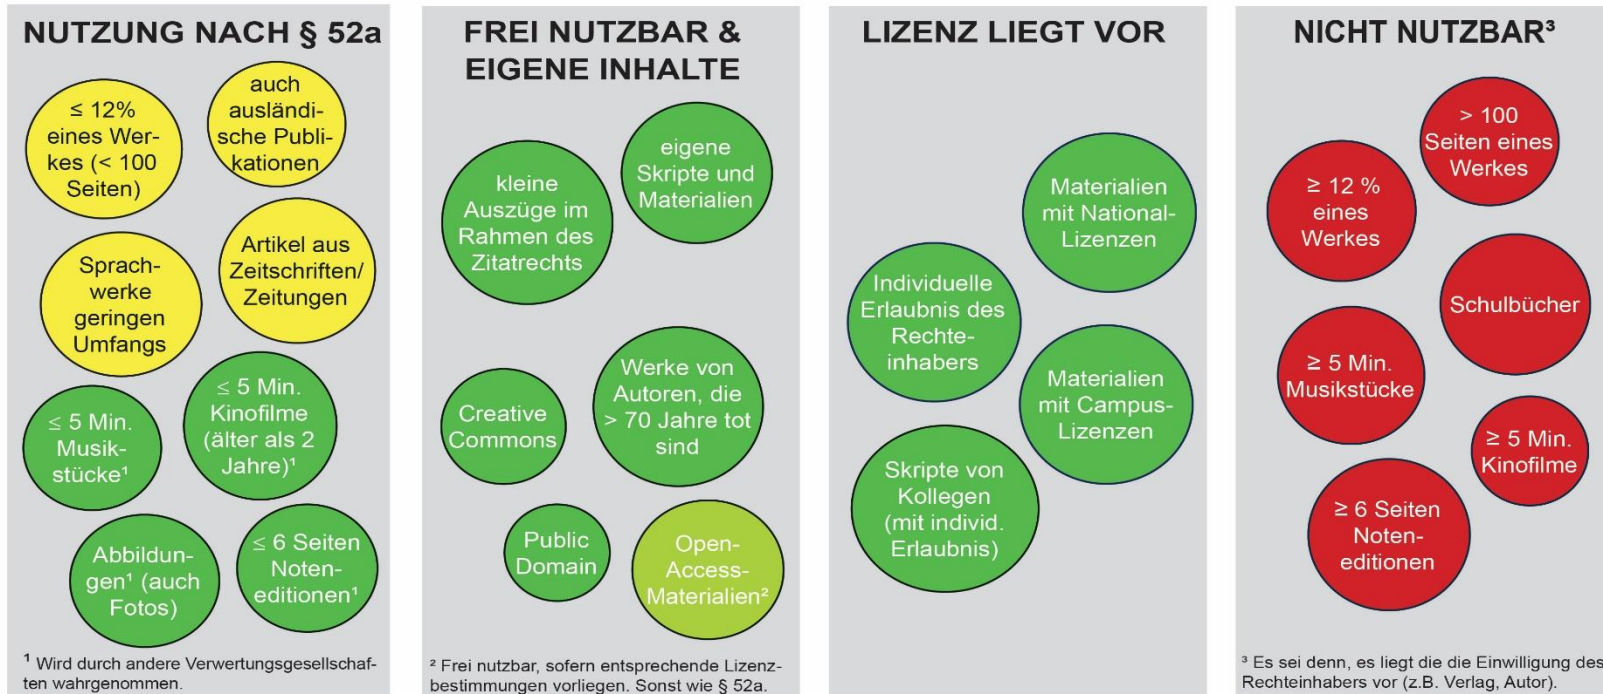 NUTZUNG NACH § 52a
≤ 12%
eines Wer-
kes (< 100
Seiten)
auch
ausländi-
sche Publi-
kationen
Sprach-
werke
geringen
Umfangs
Artikel aus
Zeitschriften/
Zeitungen
≤ 5 Min.
Musik-
stücke¹
≤ 5 Min.
Kinofilme
(älter als 2
Jahre)¹
Abbildun-
gen¹ (auch
Fotos)
≤ 6 Seiten
Noten-
editionen¹
¹ Wird durch andere Verwertungsgesellschaf-
ten wahrgenommen.
FREI NUTZBAR &
EIGENE INHALTE
kleine
Auszüge im
Rahmen des
Zitatrechts
eigene
Skripte und
Materialien
Creative
Commons
Werke von
Autoren, die
> 70 Jahre tot
sind
Public
Domain
Open-
Access-
Materialien²
² Frei nutzbar, sofern entsprechende Lizenz-
bestimmungen vorliegen. Sonst wie § 52a.
LIZENZ LIEGT VOR
Materialien
mit National-
Lizenzen
Individuelle
Erlaubnis des
Rechte-
inhabers
Materialien
mit Campus-
Lizenzen
Skripte von
Kollegen
(mit individ.
Erlaubnis)
NICHT NUTZBAR³
> 100
Seiten eines
Werkes
≥ 12 %
eines
Werkes
Schulbücher
≥ 5 Min.
Musikstücke
≥ 5 Min.
Kinofilme
≥ 6 Seiten
Noten-
editionen
³ Es sei denn, es liegt die die Einwilligung des
Rechteinhabers vor (z.B. Verlag, Autor).